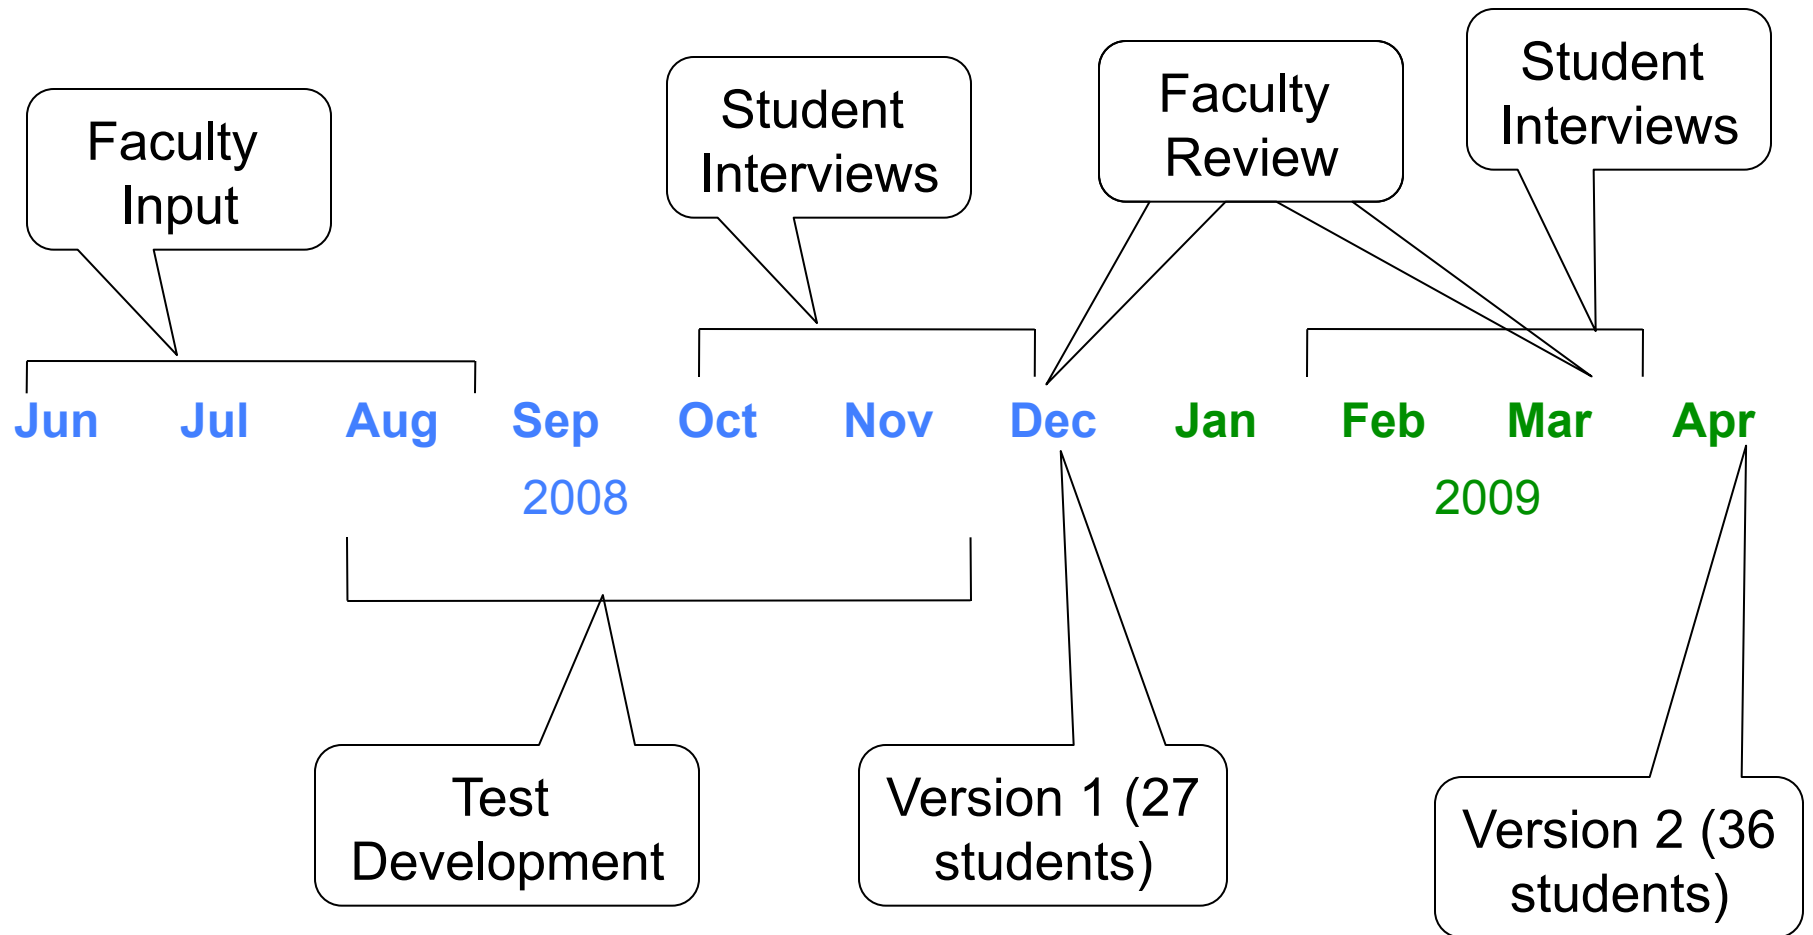 Faculty
Input
Student
Interviews
Faculty
Review
Student
Interviews
Jun Jul Aug Sep Oct Nov Dec Jan Feb Mar Apr
2008 2009
Test
Development
Version 1 (27
students)
Version 2 (36
students)